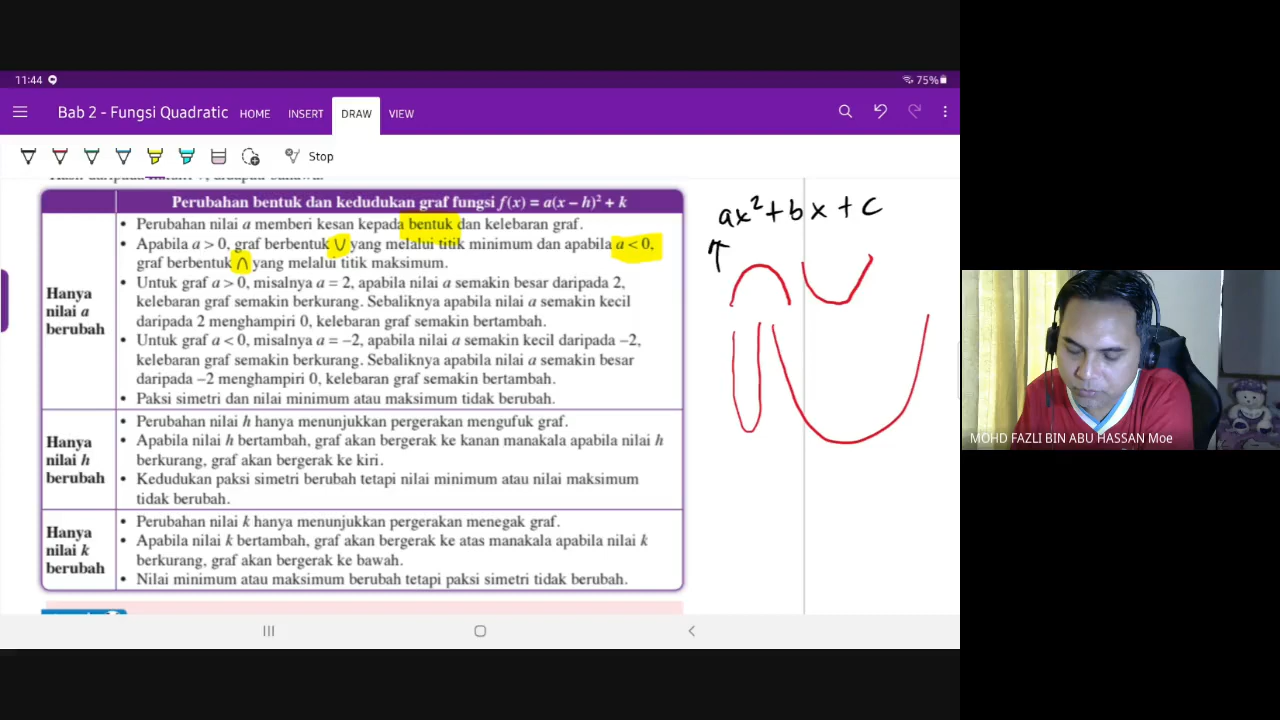 11:44
75%
Bab 2 - Fungsi Quadratic
HOME
INSERT
DRAW
VIEW
Stop
Perubahan bentuk dan kedudukan graf fungsi f(x) = a(x – h)² + k
Hanya
nilai a
berubah
• Perubahan nilai a memberi kesan kepada bentuk dan kelebaran graf.
• Apabila a > 0, graf berbentuk ∪ yang melalui titik minimum dan apabila a < 0,
graf berbentuk ∩ yang melalui titik maksimum.
• Untuk graf a > 0, misalnya a = 2, apabila nilai a semakin besar daripada 2,
kelebaran graf semakin berkurang. Sebaliknya apabila nilai a semakin kecil
daripada 2 menghampiri 0, kelebaran graf semakin bertambah.
• Untuk graf a < 0, misalnya a = –2, apabila nilai a semakin kecil daripada –2,
kelebaran graf semakin berkurang. Sebaliknya apabila nilai a semakin besar
daripada –2 menghampiri 0, kelebaran graf semakin bertambah.
• Paksi simetri dan nilai minimum atau maksimum tidak berubah.
Hanya
nilai h
berubah
• Perubahan nilai h hanya menunjukkan pergerakan mengufuk graf.
• Apabila nilai h bertambah, graf akan bergerak ke kanan manakala apabila nilai h
berkurang, graf akan bergerak ke kiri.
• Kedudukan paksi simetri berubah tetapi nilai minimum atau nilai maksimum
tidak berubah.
Hanya
nilai k
berubah
• Perubahan nilai k hanya menunjukkan pergerakan menegak graf.
• Apabila nilai k bertambah, graf akan bergerak ke atas manakala apabila nilai k
berkurang, graf akan bergerak ke bawah.
• Nilai minimum atau maksimum berubah tetapi paksi simetri tidak berubah.
ax² + bx + c
MOHD FAZLI BIN ABU HASSAN Moe